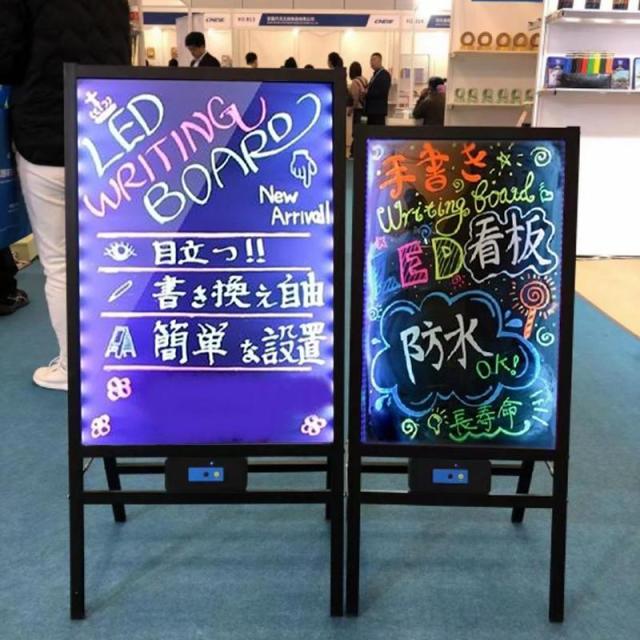 LED
WRITING
BOARD
New
Arrival!
目立つ!!
書き換え自由
簡単な設置
手書き
Writing board
LED看板
防水
OK!
長寿命